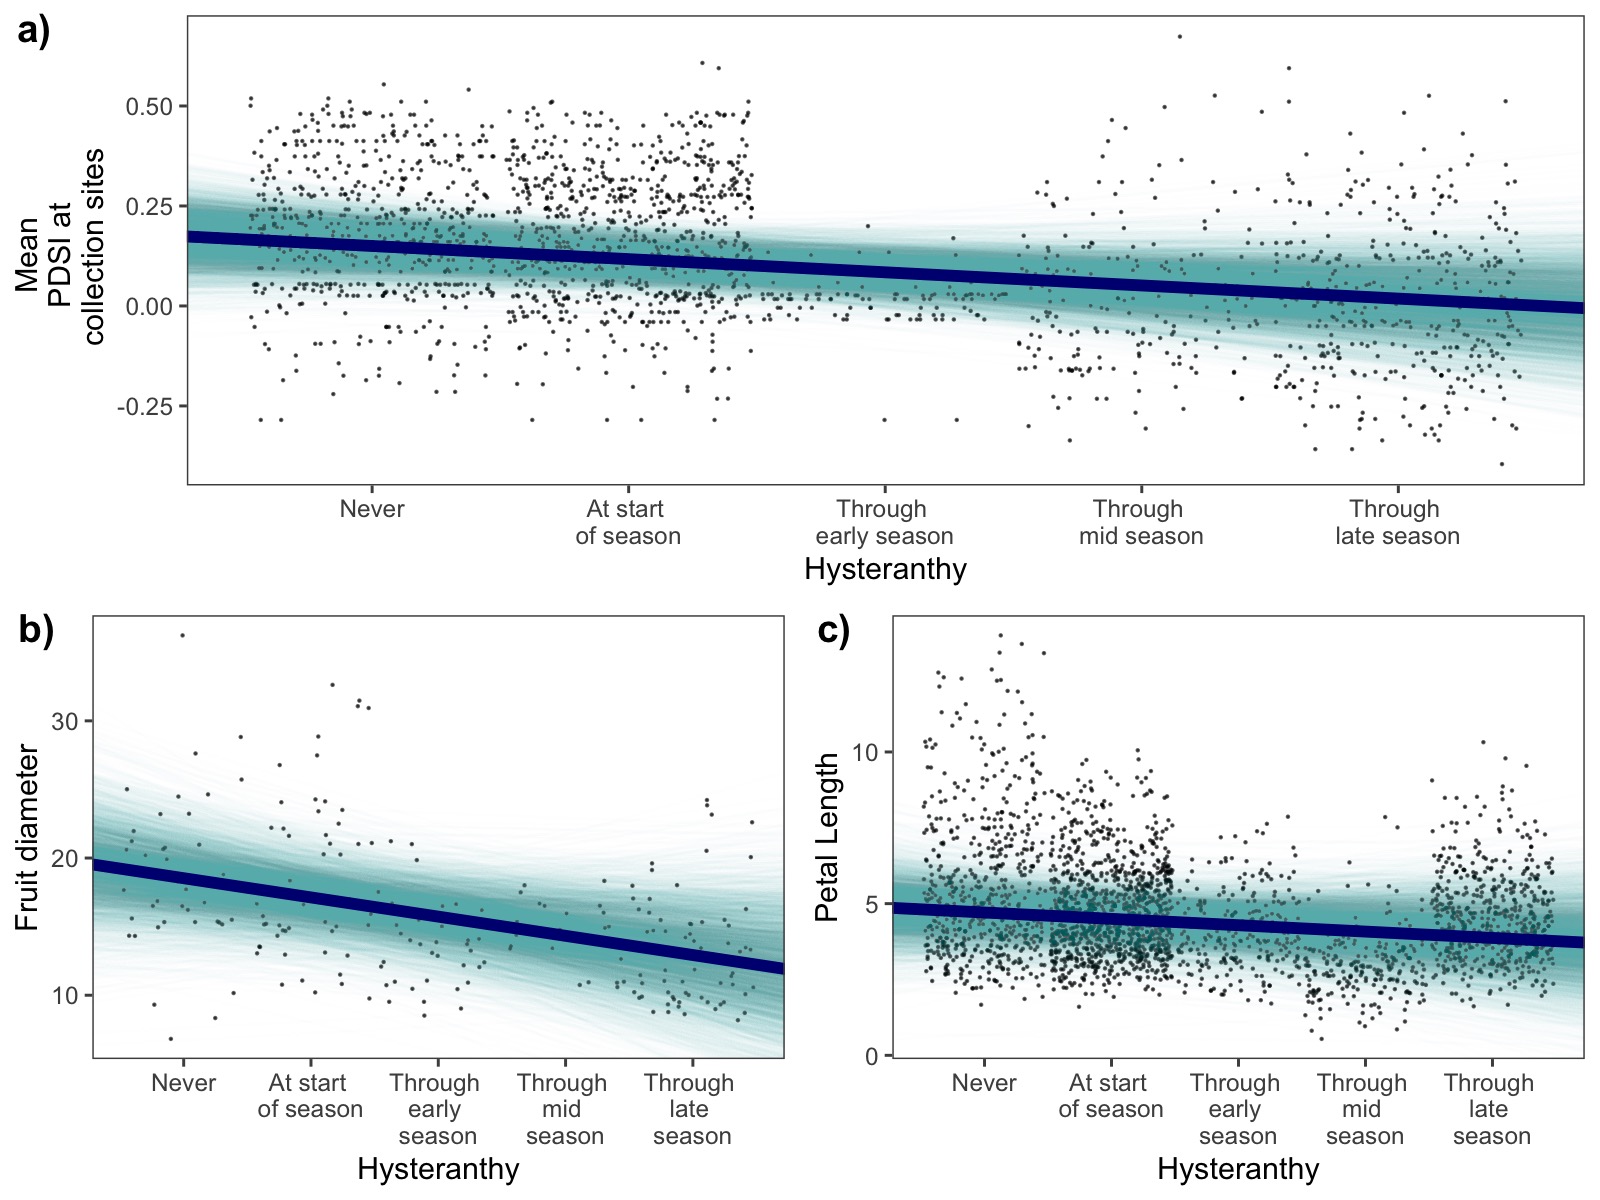 a)
Mean
PDSI at
collection sites
0.50
0.25
0.00
-0.25
Never
At start
of season
Through
early season
Through
mid season
Through
late season
Hysteranthy
b)
Fruit diameter
30
20
10
Never
At start
of season
Through
early
season
Through
mid
season
Through
late
season
Hysteranthy
c)
Petal Length
10
5
0
Never
At start
of season
Through
early
season
Through
mid
season
Through
late
season
Hysteranthy